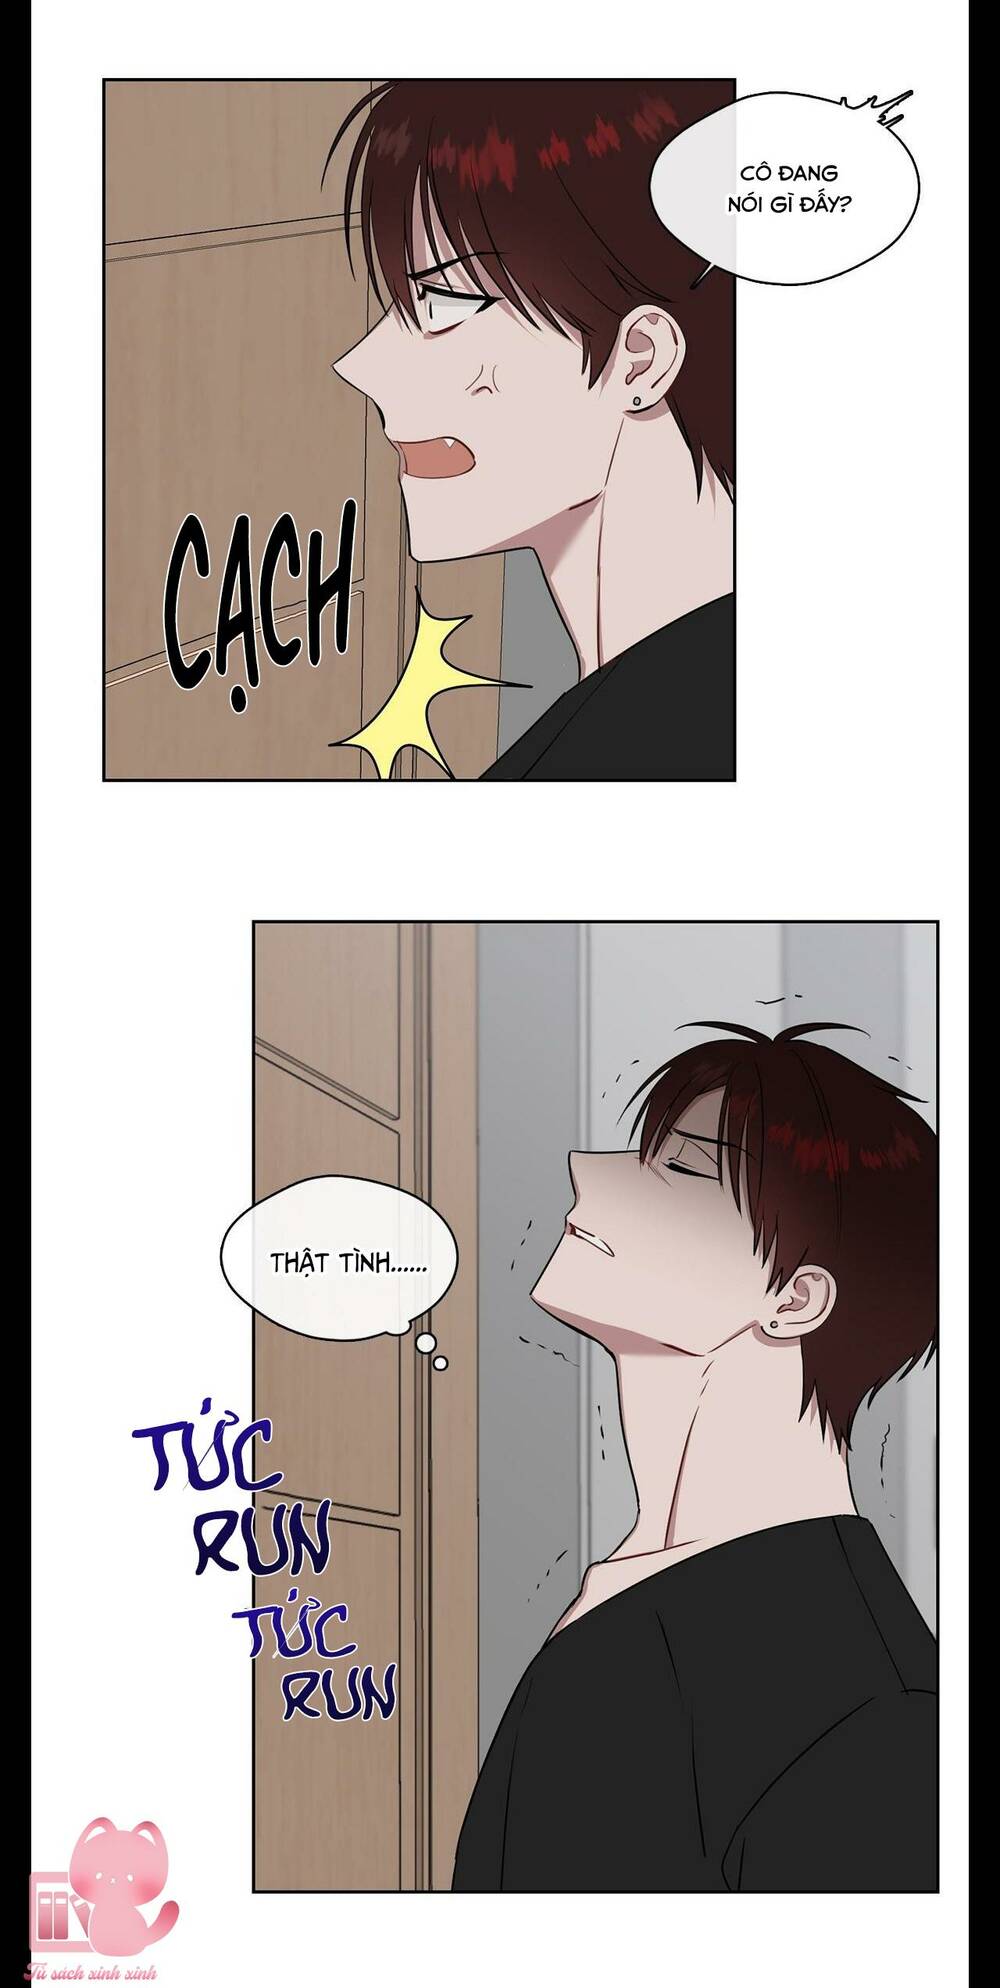 CÔ ĐANG
NÓI GÌ ĐẤY?
CẠCH
THẬT TÌNH......
TỨC
RUN
TỨC
RUN
Tủ sách xinh xinh